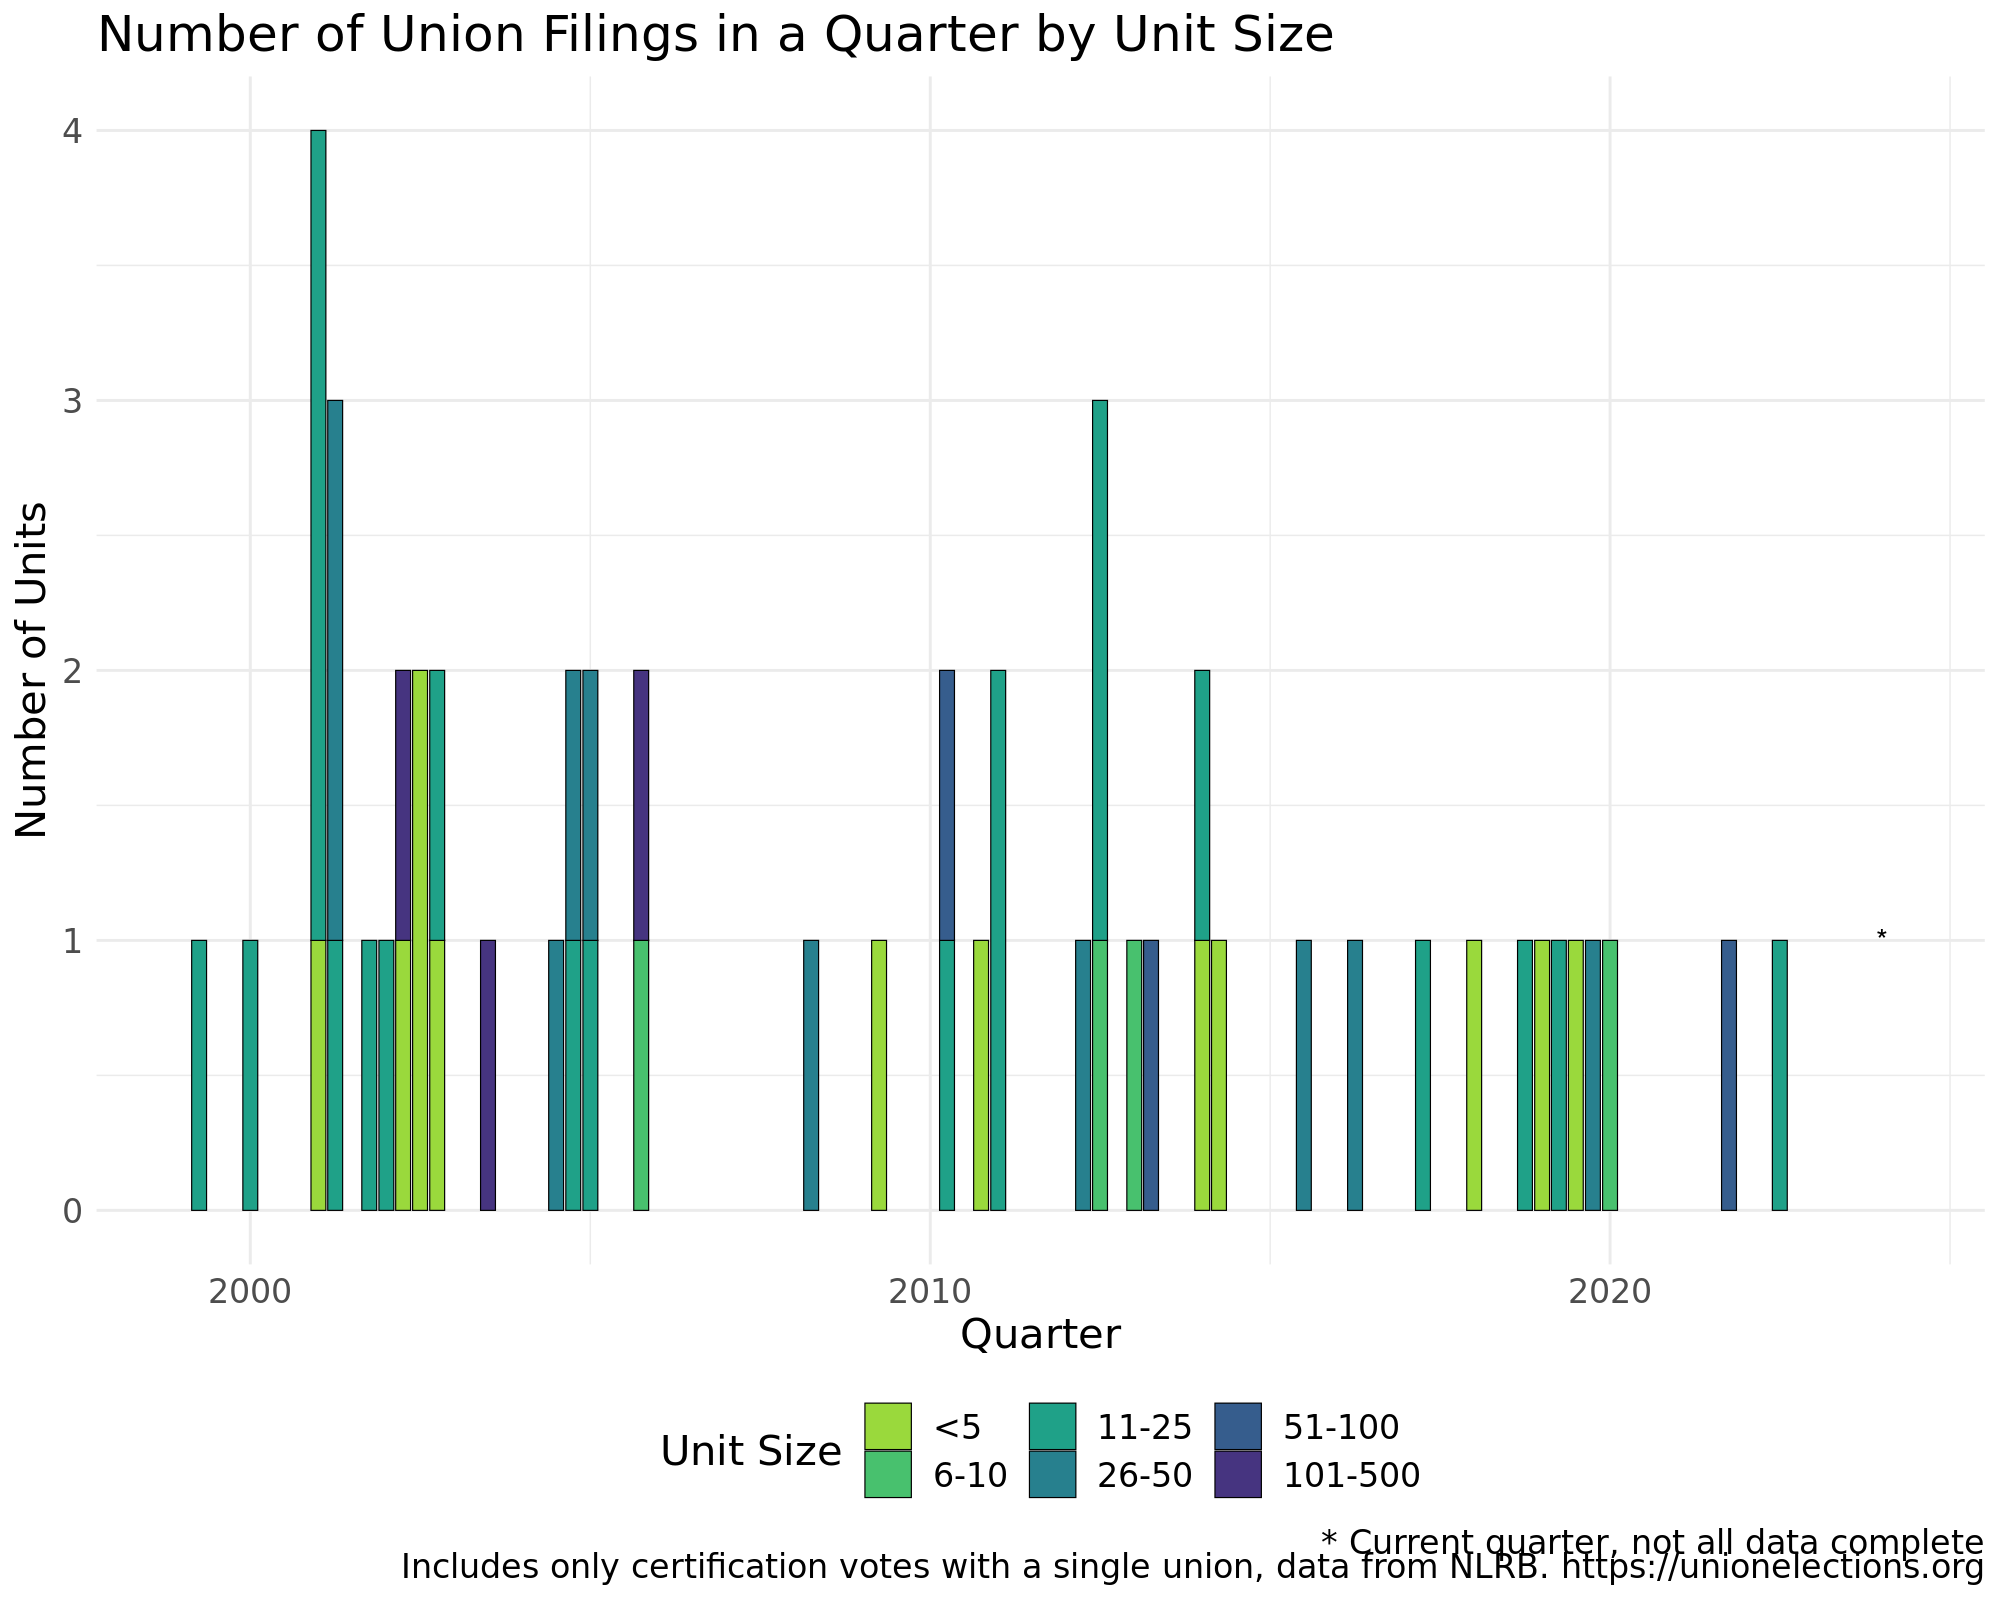 Number of Union Filings in a Quarter by Unit Size
Number of Units
4
3
2
1
0
*
2000 2010 2020
Quarter
Unit Size
<5 11-25 51-100
6-10 26-50 101-500
* Current quarter, not all data complete
Includes only certification votes with a single union, data from NLRB. https://unionelections.org